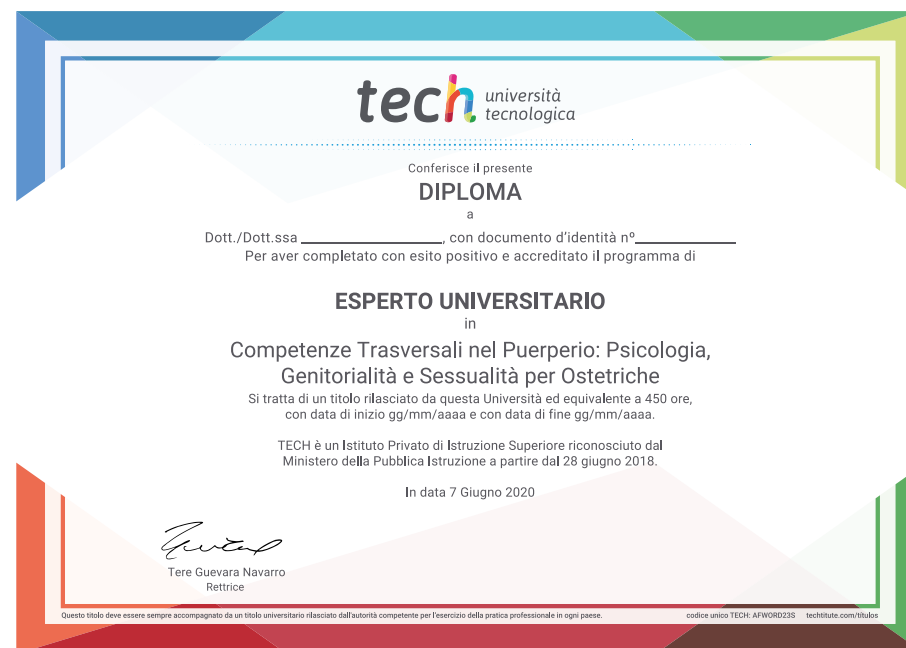 tech università
tecnologica
Conferisce il presente
DIPLOMA
a
Dott./Dott.ssa ________________, con documento d'identità nº____________
Per aver completato con esito positivo e accreditato il programma di
ESPERTO UNIVERSITARIO
in
Competenze Trasversali nel Puerperio: Psicologia,
Genitorialità e Sessualità per Ostetriche
Si tratta di un titolo rilasciato da questa Università ed equivalente a 450 ore,
con data di inizio gg/mm/aaaa e con data di fine gg/mm/aaaa.
TECH è un Istituto Privato di Istruzione Superiore riconosciuto dal
Ministero della Pubblica Istruzione a partire dal 28 giugno 2018.
In data 7 Giugno 2020
Tere Guevara Navarro
Rettrice
Questo titolo deve essere sempre accompagnato da un titolo universitario rilasciato dall'autorità competente per l'esercizio della pratica professionale in ogni paese. codice unico TECH: AFWORD23S techtitute.com/titulos